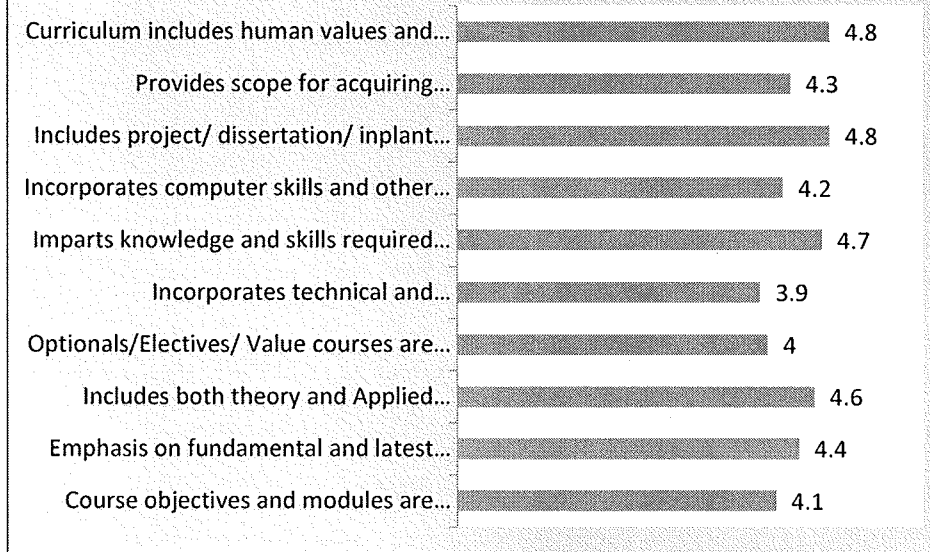 Curriculum includes human values and... 4.8
Provides scope for acquiring... 4.3
Includes project/ dissertation/ inplant... 4.8
Incorporates computer skills and other... 4.2
Imparts knowledge and skills required... 4.7
Incorporates technical and... 3.9
Optionals/Electives/ Value courses are... 4
Includes both theory and Applied... 4.6
Emphasis on fundamental and latest... 4.4
Course objectives and modules are... 4.1